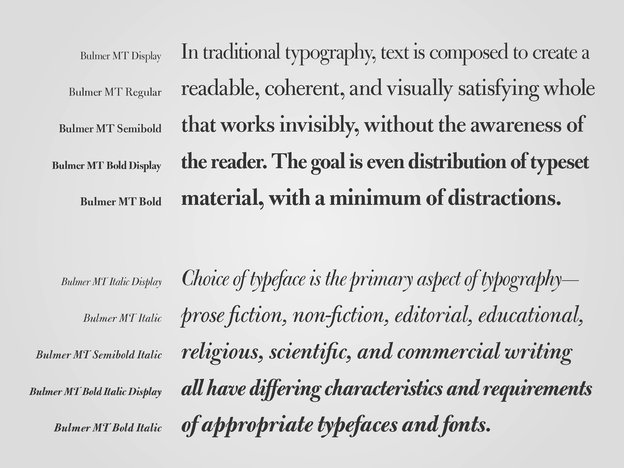 Bulmer MT Display In traditional typography, text is composed to create a
Bulmer MT Regular readable, coherent, and visually satisfying whole
Bulmer MT Semibold that works invisibly, without the awareness of
Bulmer MT Bold Display the reader. The goal is even distribution of typeset
Bulmer MT Bold material, with a minimum of distractions.
Bulmer MT Italic Display Choice of typeface is the primary aspect of typography—
Bulmer MT Italic prose fiction, non-fiction, editorial, educational,
Bulmer MT Semibold Italic religious, scientific, and commercial writing
Bulmer MT Bold Italic Display all have differing characteristics and requirements
Bulmer MT Bold Italic of appropriate typefaces and fonts.